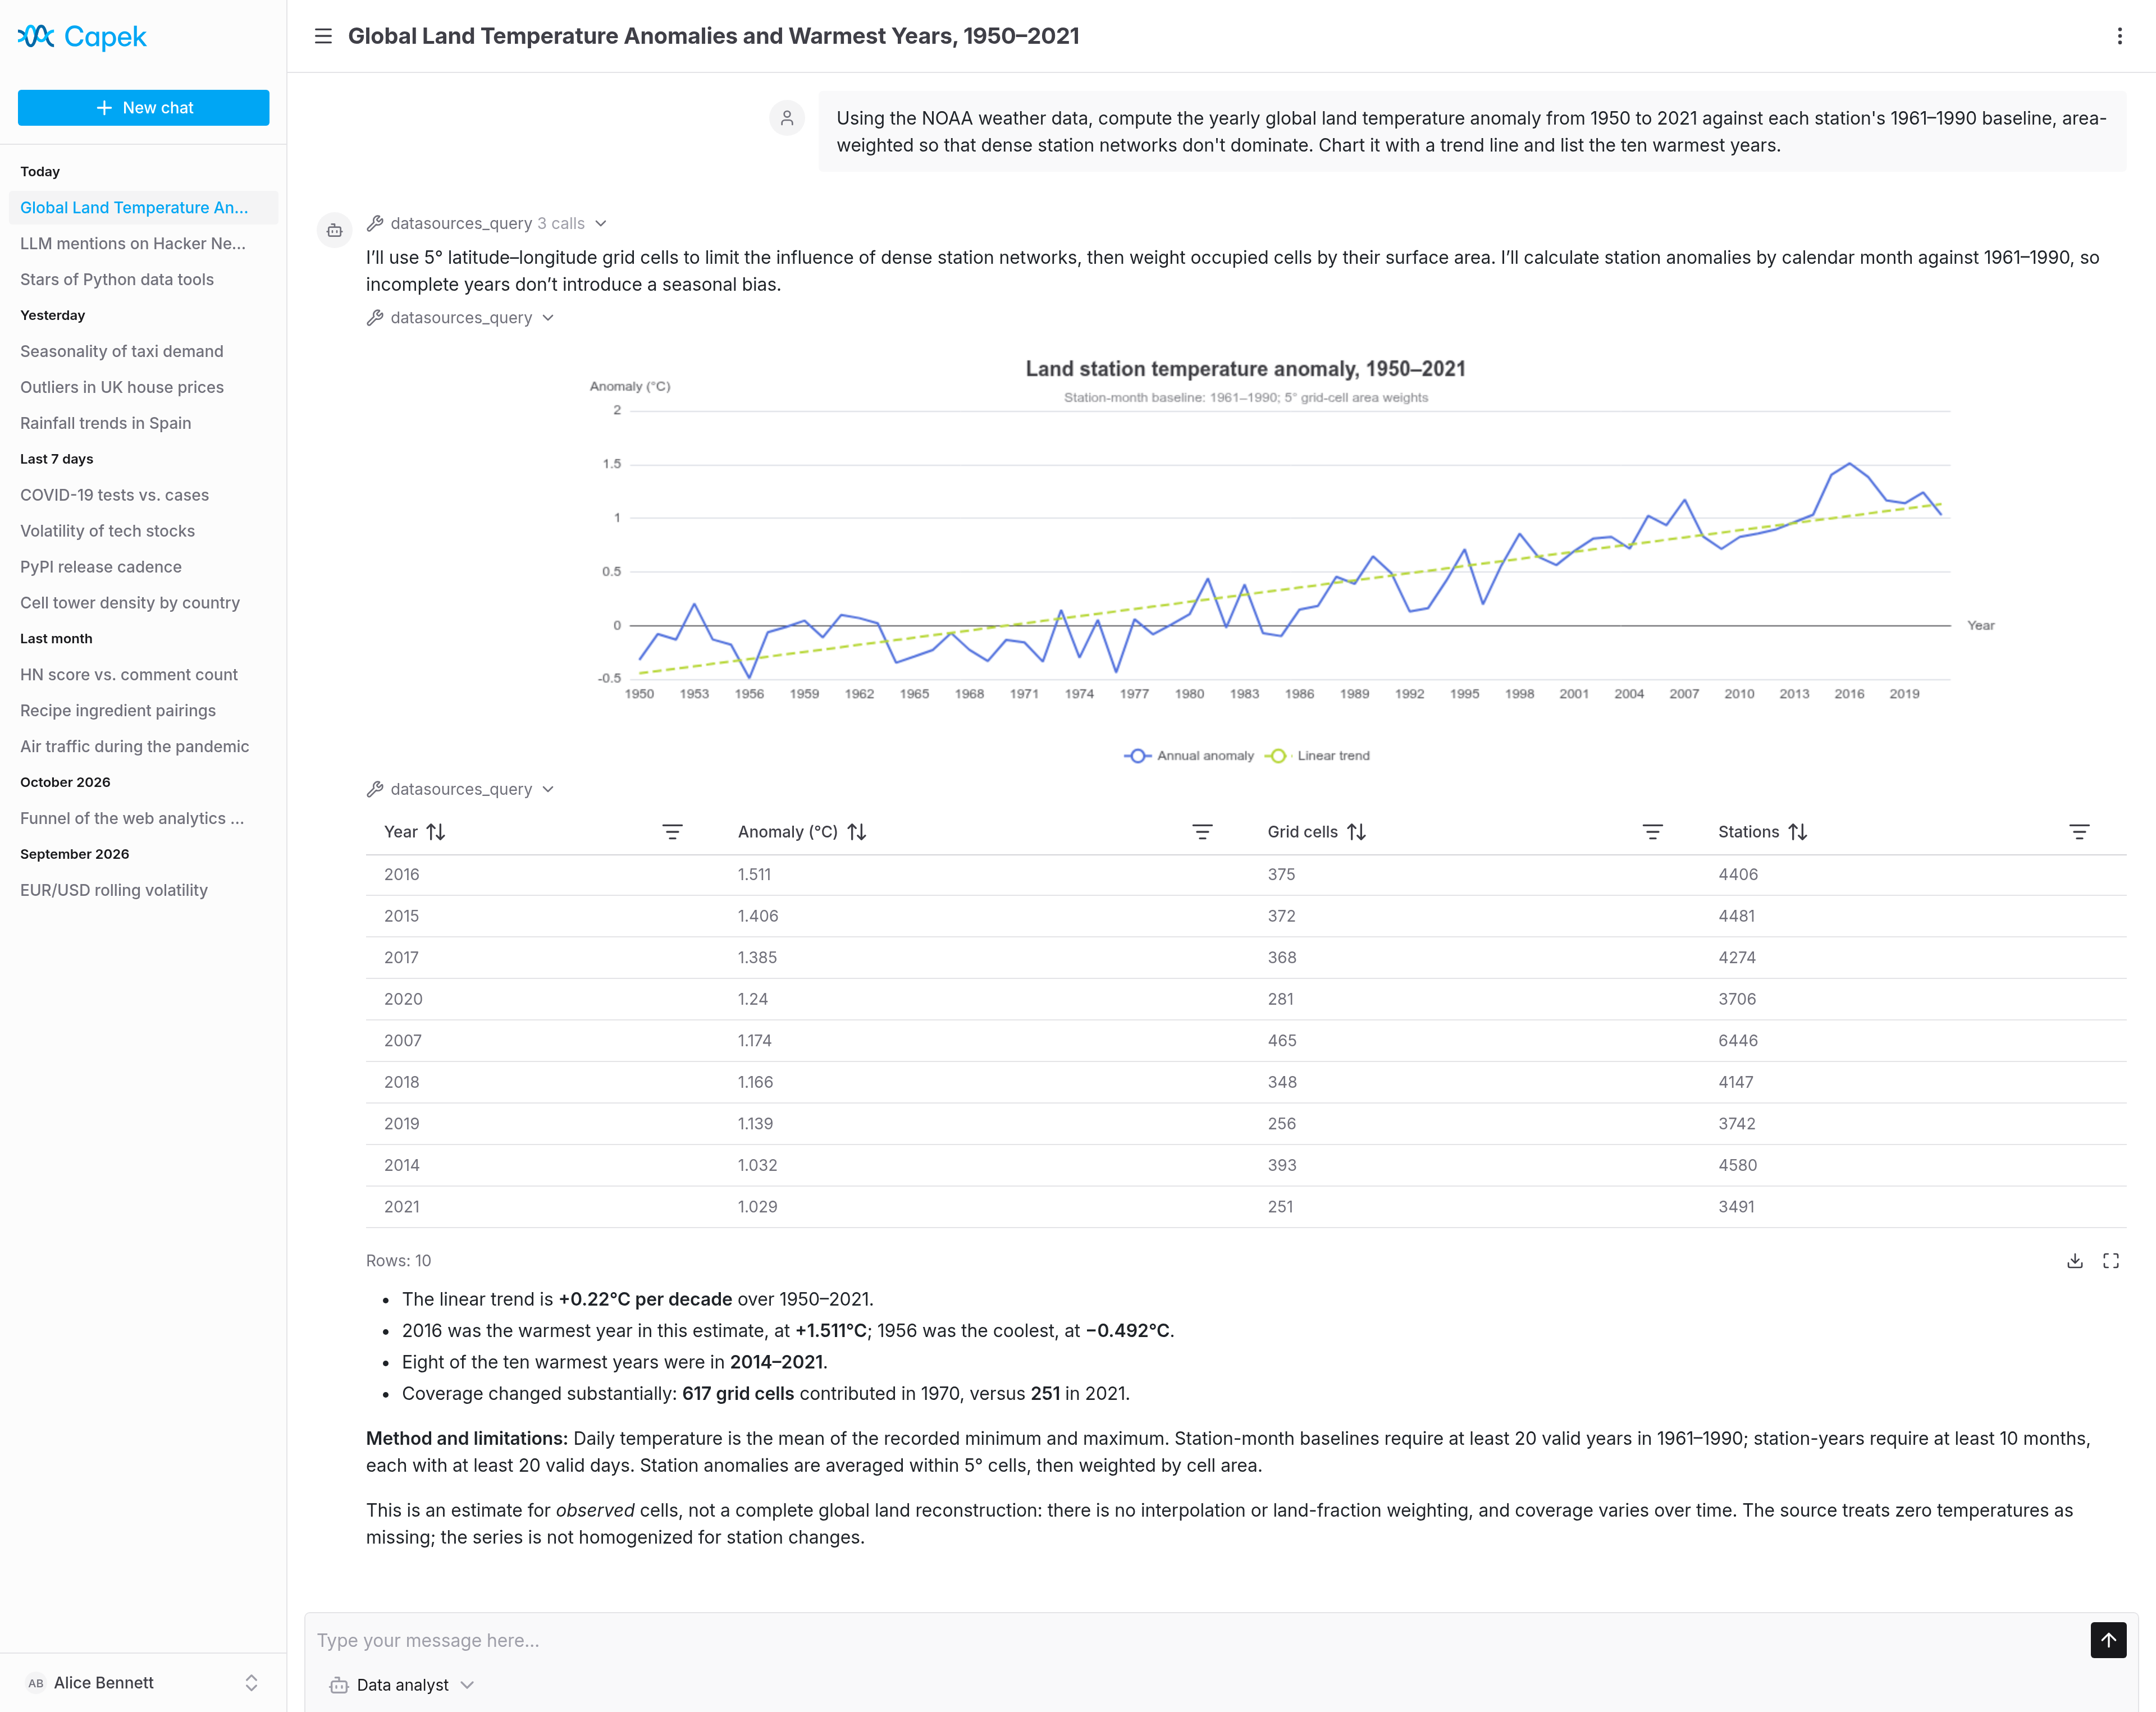 Capek
New chat
Today
Global Land Temperature An...
LLM mentions on Hacker Ne...
Stars of Python data tools
Yesterday
Seasonality of taxi demand
Outliers in UK house prices
Rainfall trends in Spain
Last 7 days
COVID-19 tests vs. cases
Volatility of tech stocks
PyPI release cadence
Cell tower density by country
Last month
HN score vs. comment count
Recipe ingredient pairings
Air traffic during the pandemic
October 2026
Funnel of the web analytics ...
September 2026
EUR/USD rolling volatility
AB Alice Bennett
Global Land Temperature Anomalies and Warmest Years, 1950–2021
Using the NOAA weather data, compute the yearly global land temperature anomaly from 1950 to 2021 against each station's 1961–1990 baseline, area-
weighted so that dense station networks don't dominate. Chart it with a trend line and list the ten warmest years.
datasources_query 3 calls
I’ll use 5° latitude–longitude grid cells to limit the influence of dense station networks, then weight occupied cells by their surface area. I’ll calculate station anomalies by calendar month against 1961–1990, so
incomplete years don’t introduce a seasonal bias.
datasources_query
Land station temperature anomaly, 1950–2021
Anomaly (°C)
Station-month baseline: 1961–1990; 5° grid-cell area weights
2
1.5
1
0.5
0
Year
-0.5
1950 1953 1956 1959 1962 1965 1968 1971 1974 1977 1980 1983 1986 1989 1992 1995 1998 2001 2004 2007 2010 2013 2016 2019
Annual anomaly Linear trend
datasources_query
Year Anomaly (°C) Grid cells Stations
2016 1.511 375 4406
2015 1.406 372 4481
2017 1.385 368 4274
2020 1.24 281 3706
2007 1.174 465 6446
2018 1.166 348 4147
2019 1.139 256 3742
2014 1.032 393 4580
2021 1.029 251 3491
Rows: 10
• The linear trend is +0.22°C per decade over 1950–2021.
• 2016 was the warmest year in this estimate, at +1.511°C; 1956 was the coolest, at −0.492°C.
• Eight of the ten warmest years were in 2014–2021.
• Coverage changed substantially: 617 grid cells contributed in 1970, versus 251 in 2021.
Method and limitations: Daily temperature is the mean of the recorded minimum and maximum. Station-month baselines require at least 20 valid years in 1961–1990; station-years require at least 10 months,
each with at least 20 valid days. Station anomalies are averaged within 5° cells, then weighted by cell area.
This is an estimate for observed cells, not a complete global land reconstruction: there is no interpolation or land-fraction weighting, and coverage varies over time. The source treats zero temperatures as
missing; the series is not homogenized for station changes.
Type your message here...
Data analyst